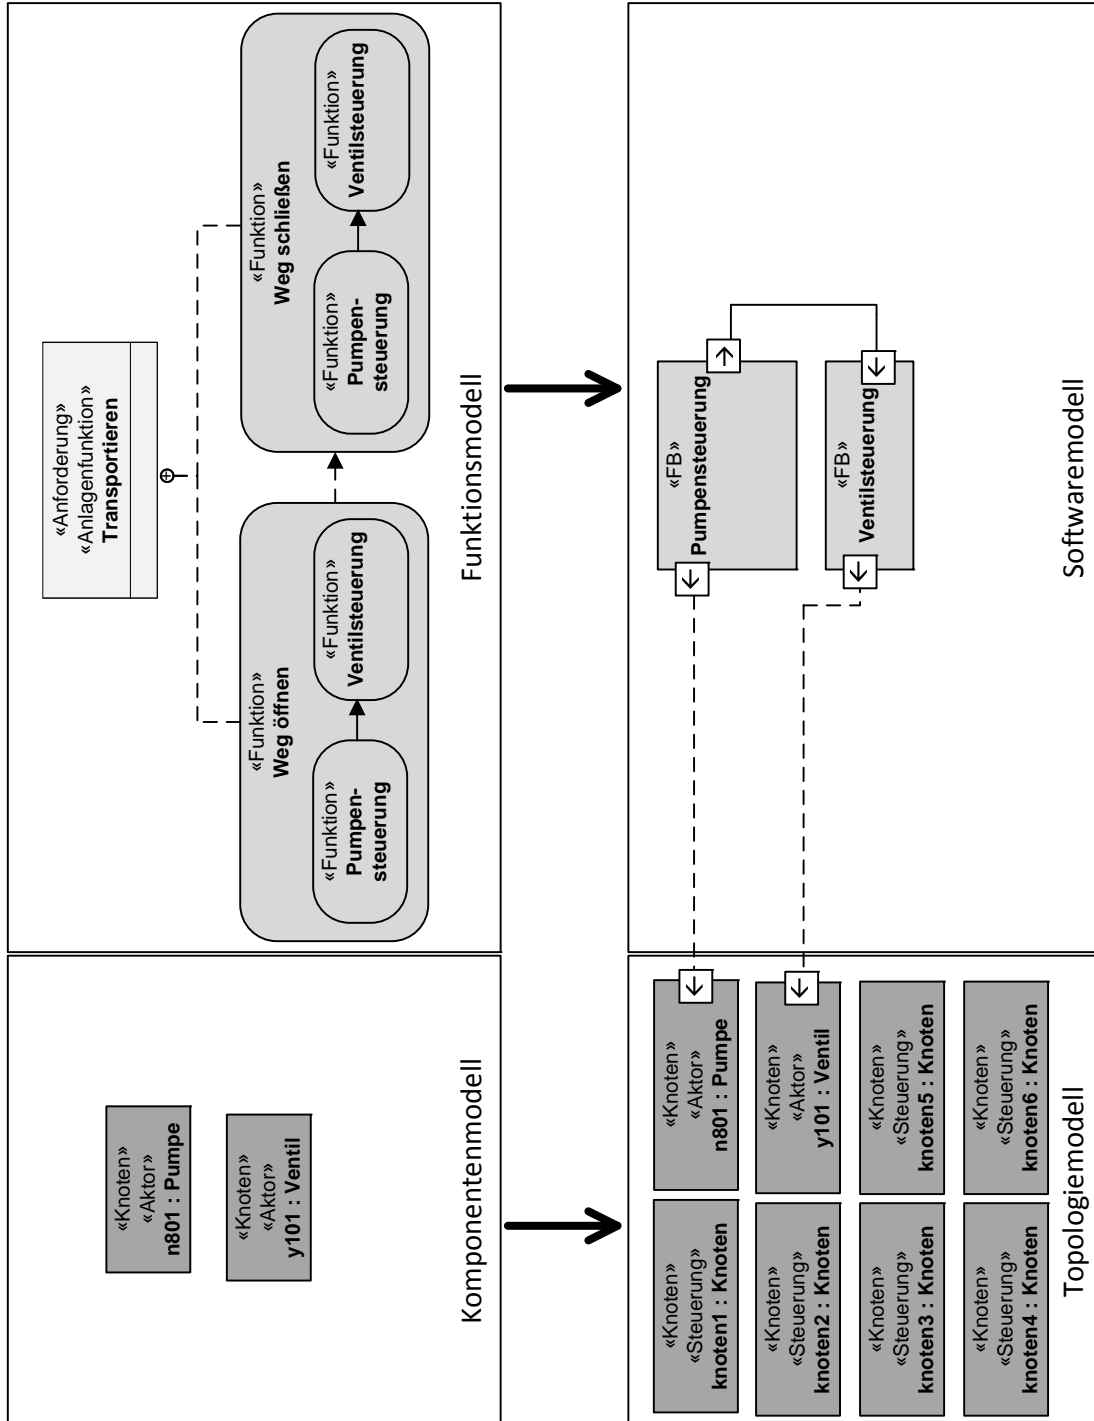 «Knoten»
«Aktor»
n801 : Pumpe
«Knoten»
«Aktor»
y101 : Ventil
Komponentenmodell
«Anforderung»
«Anlagenfunktion»
Transportieren
«Funktion»
Weg öffnen
«Funktion»
Pumpen-
steuerung
«Funktion»
Ventilsteuerung
«Funktion»
Weg schließen
«Funktion»
Pumpen-
steuerung
«Funktion»
Ventilsteuerung
Funktionsmodell
«Knoten»
«Steuerung»
knoten1 : Knoten
«Knoten»
«Aktor»
n801 : Pumpe
«Knoten»
«Steuerung»
knoten2 : Knoten
«Knoten»
«Aktor»
y101 : Ventil
«Knoten»
«Steuerung»
knoten3 : Knoten
«Knoten»
«Steuerung»
knoten5 : Knoten
«Knoten»
«Steuerung»
knoten4 : Knoten
«Knoten»
«Steuerung»
knoten6 : Knoten
Topologiemodell
«FB»
Pumpensteuerung
«FB»
Ventilsteuerung
Softwaremodell